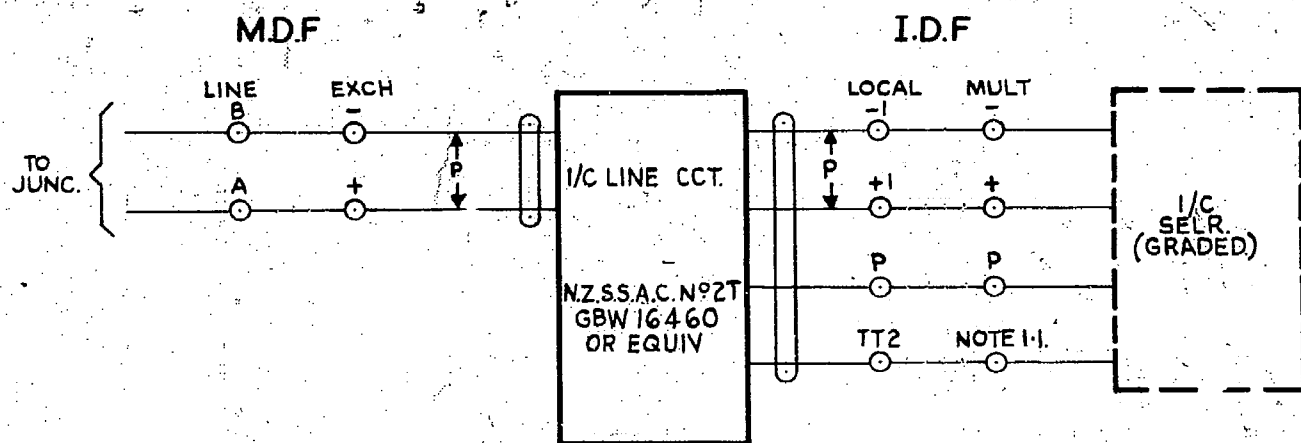 M.D.F
I.D.F
LINE EXCH
B -
A +
TO
JUNC.
P
I/C LINE CCT.
N.Z.S.S.A.C. Nº2T
GBW 16460
OR EQUIV
LOCAL MULT
-1 -
P
+1 +
P P
TT2 NOTE 1·1.
I/C
SELR.
(GRADED)